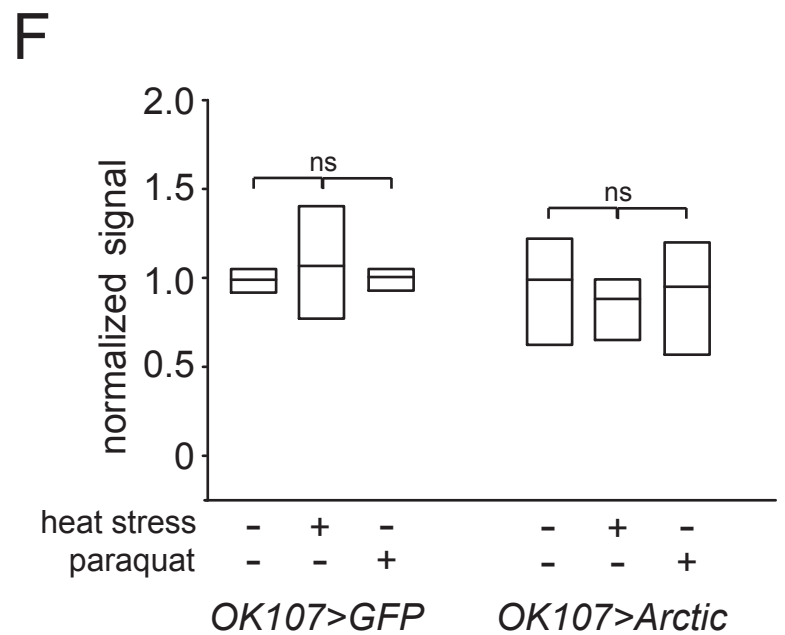 F
2.0
1.5
1.0
0.5
0
normalized signal
ns
ns
heat stress - + - - + -
paraquat - - + - - +
OK107>GFP OK107>Arctic